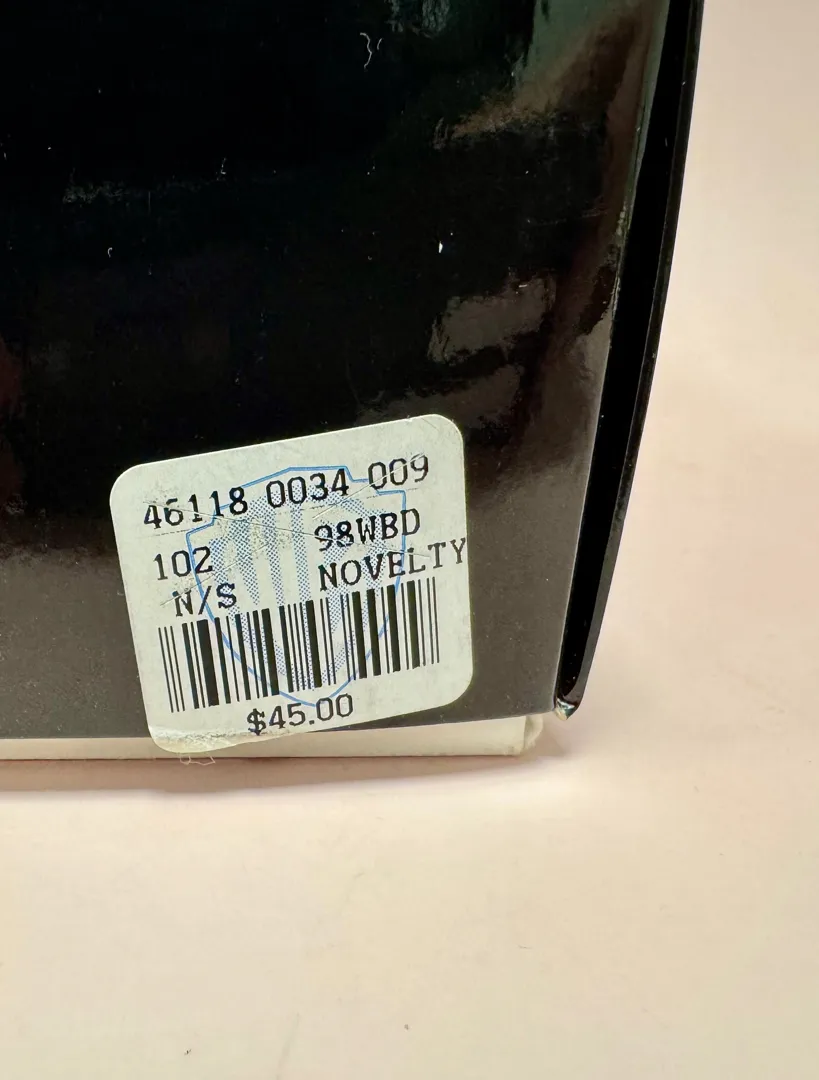 46118 0034 009
102 98WBD
N/S NOVELTY
$45.00